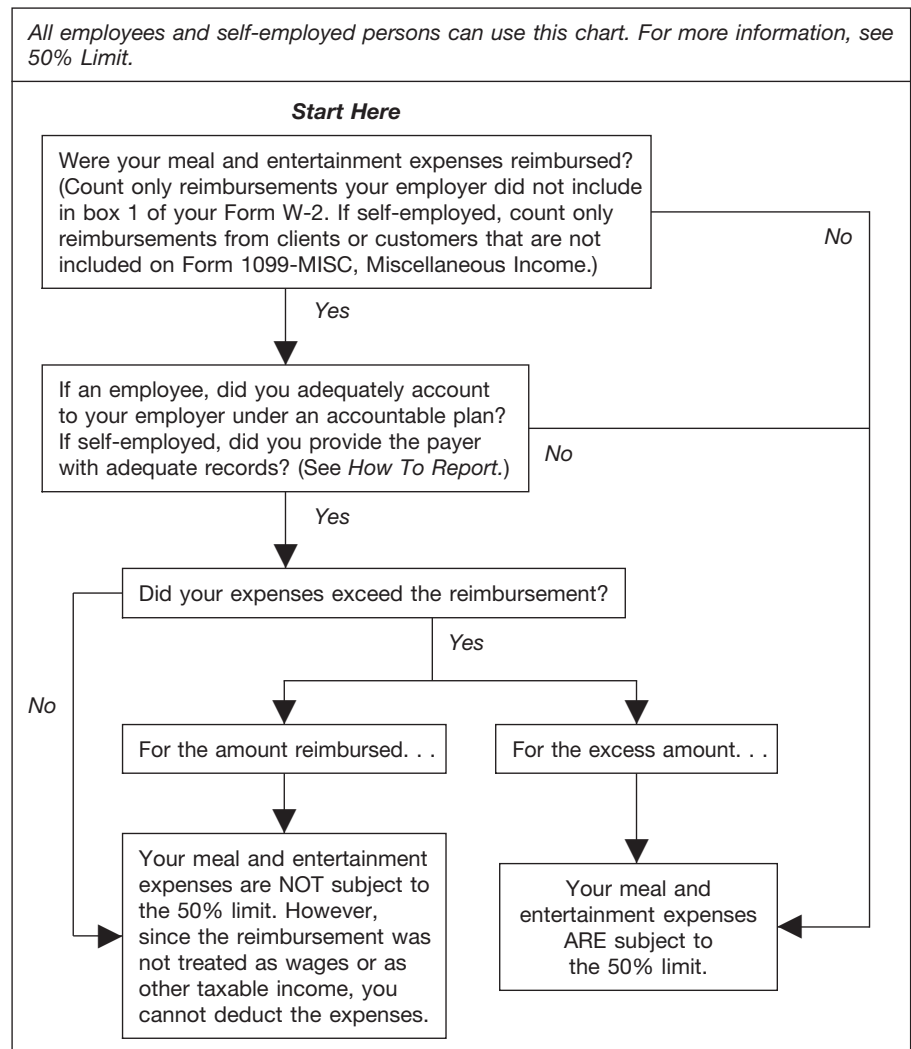 All employees and self-employed persons can use this chart. For more information, see
50% Limit.
Start Here
Were your meal and entertainment expenses reimbursed?
(Count only reimbursements your employer did not include
in box 1 of your Form W-2. If self-employed, count only
reimbursements from clients or customers that are not
included on Form 1099-MISC, Miscellaneous Income.)
No
Yes
If an employee, did you adequately account
to your employer under an accountable plan?
If self-employed, did you provide the payer
with adequate records? (See How To Report.)
No
Yes
Did your expenses exceed the reimbursement?
Yes
No
For the amount reimbursed. . .
For the excess amount. . .
Your meal and entertainment
expenses are NOT subject to
the 50% limit. However,
since the reimbursement was
not treated as wages or as
other taxable income, you
cannot deduct the expenses.
Your meal and
entertainment expenses
ARE subject to
the 50% limit.